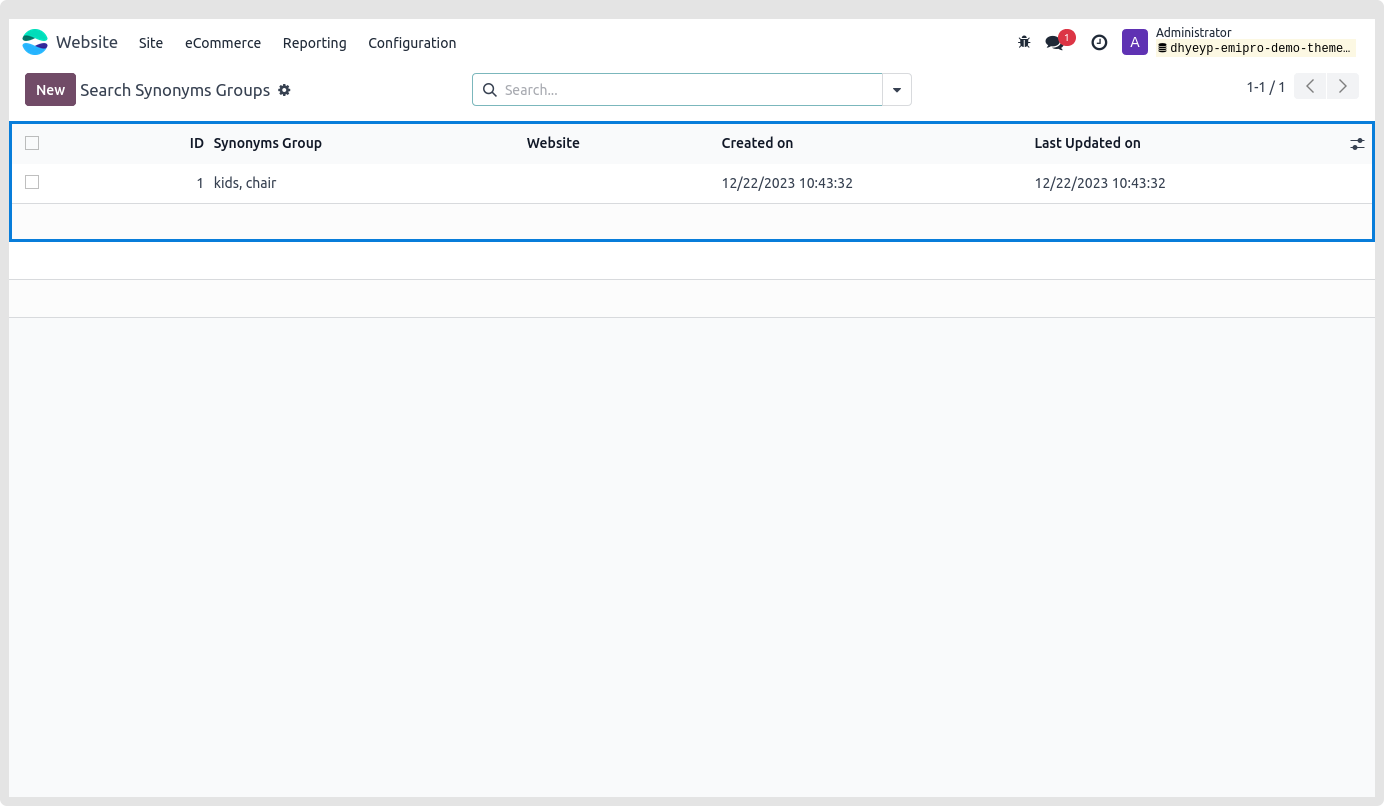 Website Site eCommerce Reporting Configuration 1 A Administrator
dhyeyp-emipro-demo-theme…
New Search Synonyms Groups Search... 1-1 / 1
ID Synonyms Group Website Created on Last Updated on
1 kids, chair 12/22/2023 10:43:32 12/22/2023 10:43:32